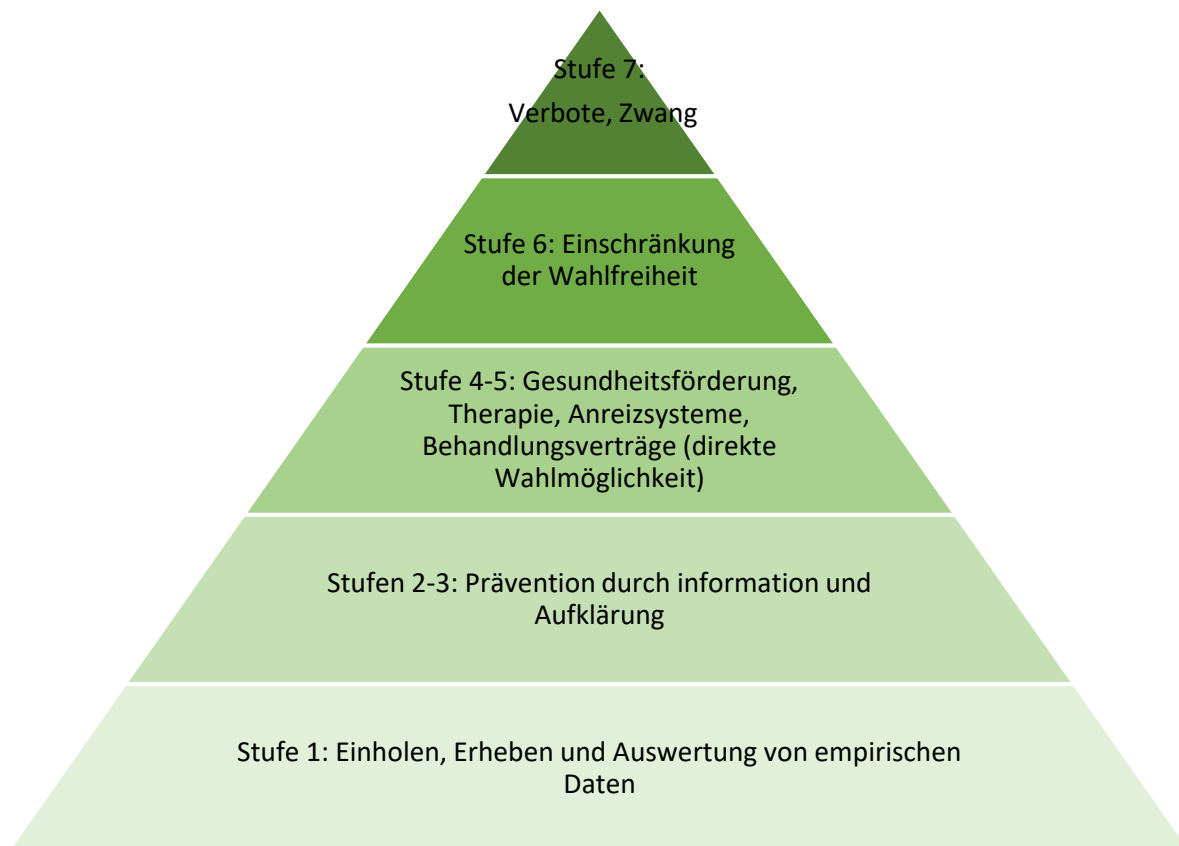 Stufe 7:
Verbote, Zwang
Stufe 6: Einschränkung
der Wahlfreiheit
Stufe 4-5: Gesundheitsförderung,
Therapie, Anreizsysteme,
Behandlungsverträge (direkte
Wahlmöglichkeit)
Stufen 2-3: Prävention durch information und
Aufklärung
Stufe 1: Einholen, Erheben und Auswertung von empirischen
Daten